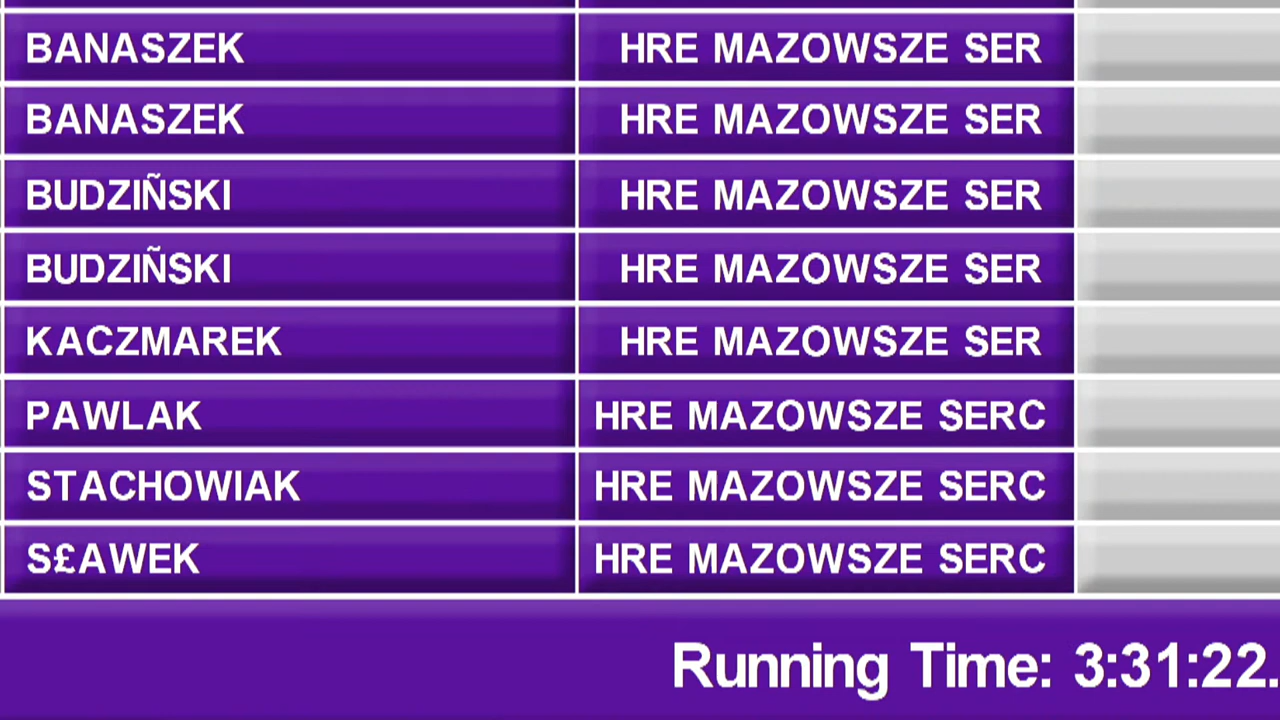 BANASZEK HRE MAZOWSZE SER
BANASZEK HRE MAZOWSZE SER
BUDZIÑSKI HRE MAZOWSZE SER
BUDZIÑSKI HRE MAZOWSZE SER
KACZMAREK HRE MAZOWSZE SER
PAWLAK HRE MAZOWSZE SERC
STACHOWIAK HRE MAZOWSZE SERC
S£AWEK HRE MAZOWSZE SERC
Running Time: 3:31:22.